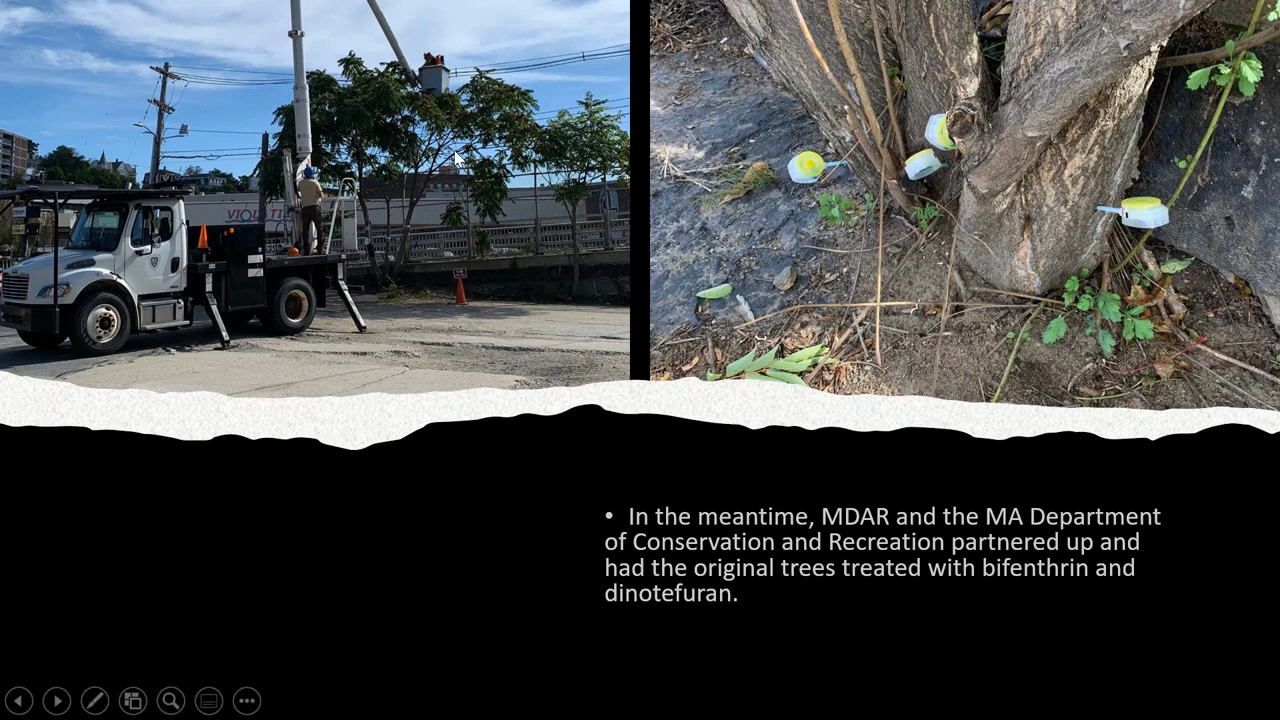 • In the meantime, MDAR and the MA Department
of Conservation and Recreation partnered up and
had the original trees treated with bifenthrin and
dinotefuran.